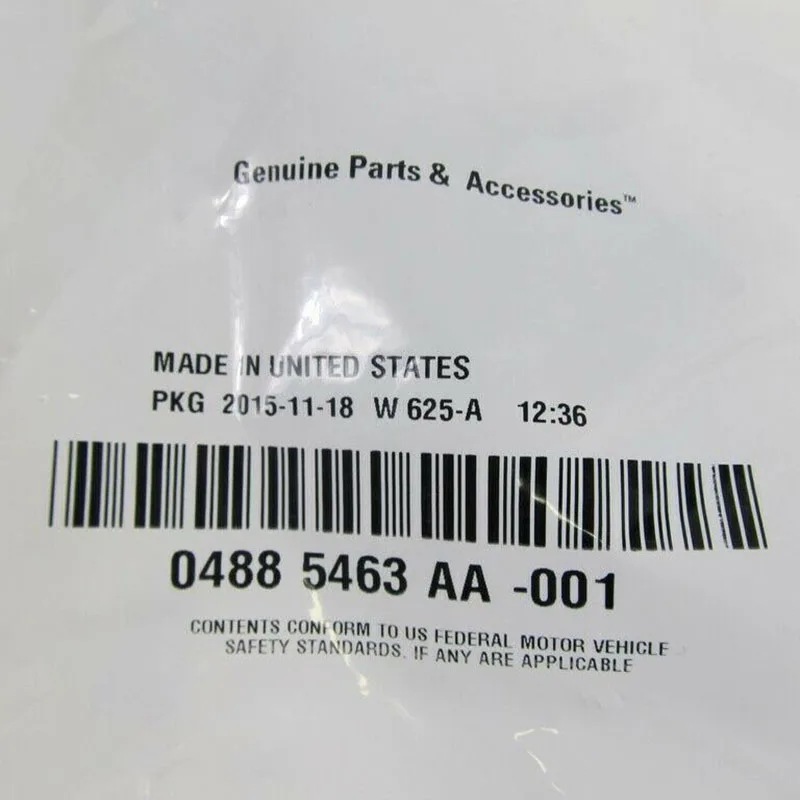 Genuine Parts & Accessories™
MADE IN UNITED STATES
PKG 2015-11-18 W 625-A 12:36
0488 5463 AA -001
CONTENTS CONFORM TO US FEDERAL MOTOR VEHICLE
SAFETY STANDARDS. IF ANY ARE APPLICABLE